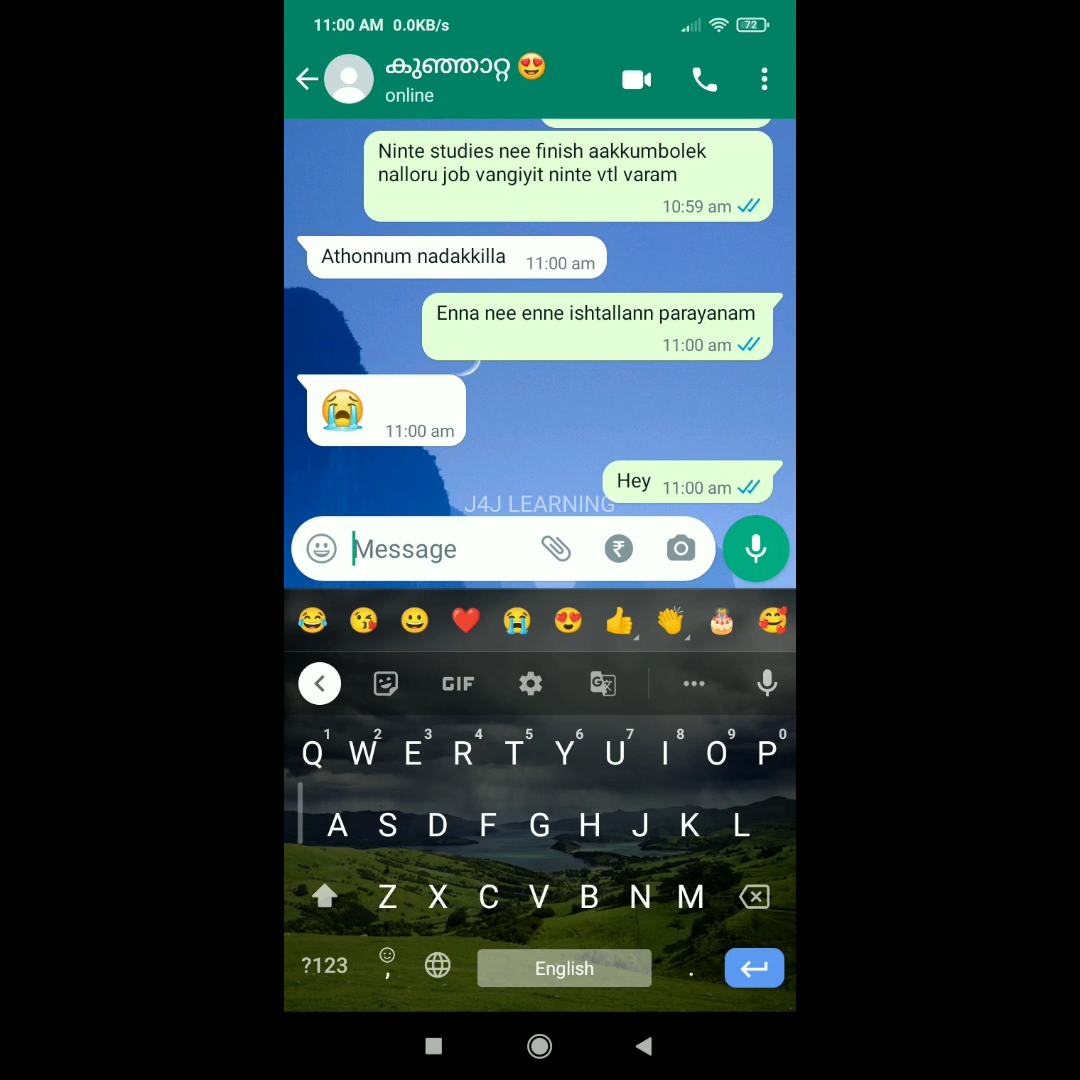 11:00 AM 0.0KB/s
72
കുഞ്ഞാറ്റ 😍
online
Ninte studies nee finish aakkumbolek
nalloru job vangiyit ninte vtl varam
10:59 am
Athonnum nadakkilla 11:00 am
Enna nee enne ishtallann parayanam
11:00 am
😭 11:00 am
Hey 11:00 am
J4J LEARNING
Message
₹
😂 😘 😀 ❤️ 😭 😍 👍 👏 🎂 🥰
GIF
1 2 3 4 5 6 7 8 9 0
Q W E R T Y U I O P
A S D F G H J K L
Z X C V B N M
?123 , English .